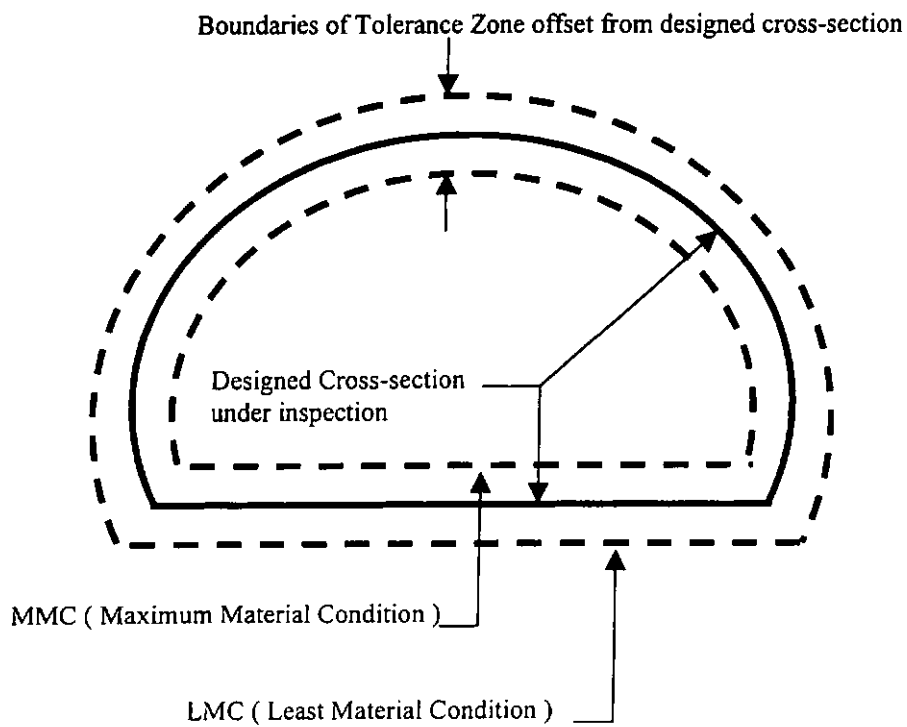 Boundaries of Tolerance Zone offset from designed cross-section
Designed Cross-section
under inspection
MMC ( Maximum Material Condition )
LMC ( Least Material Condition )